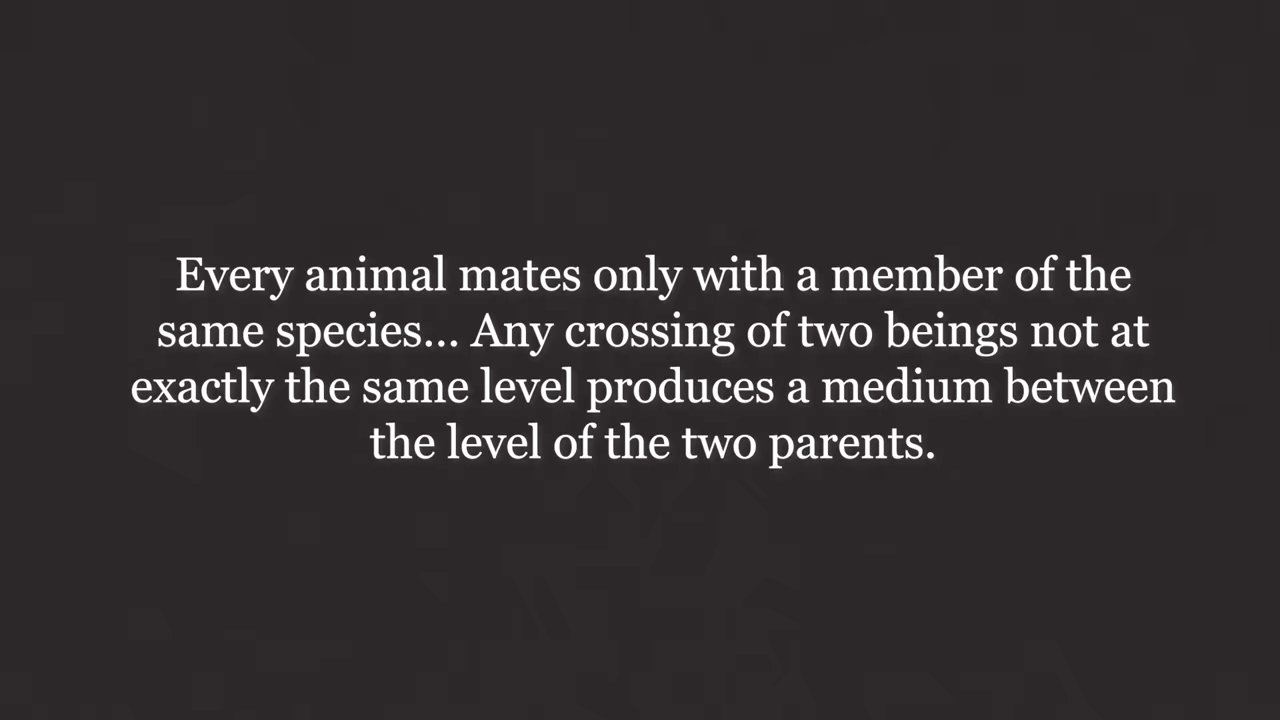 Every animal mates only with a member of the
same species... Any crossing of two beings not at
exactly the same level produces a medium between
the level of the two parents.